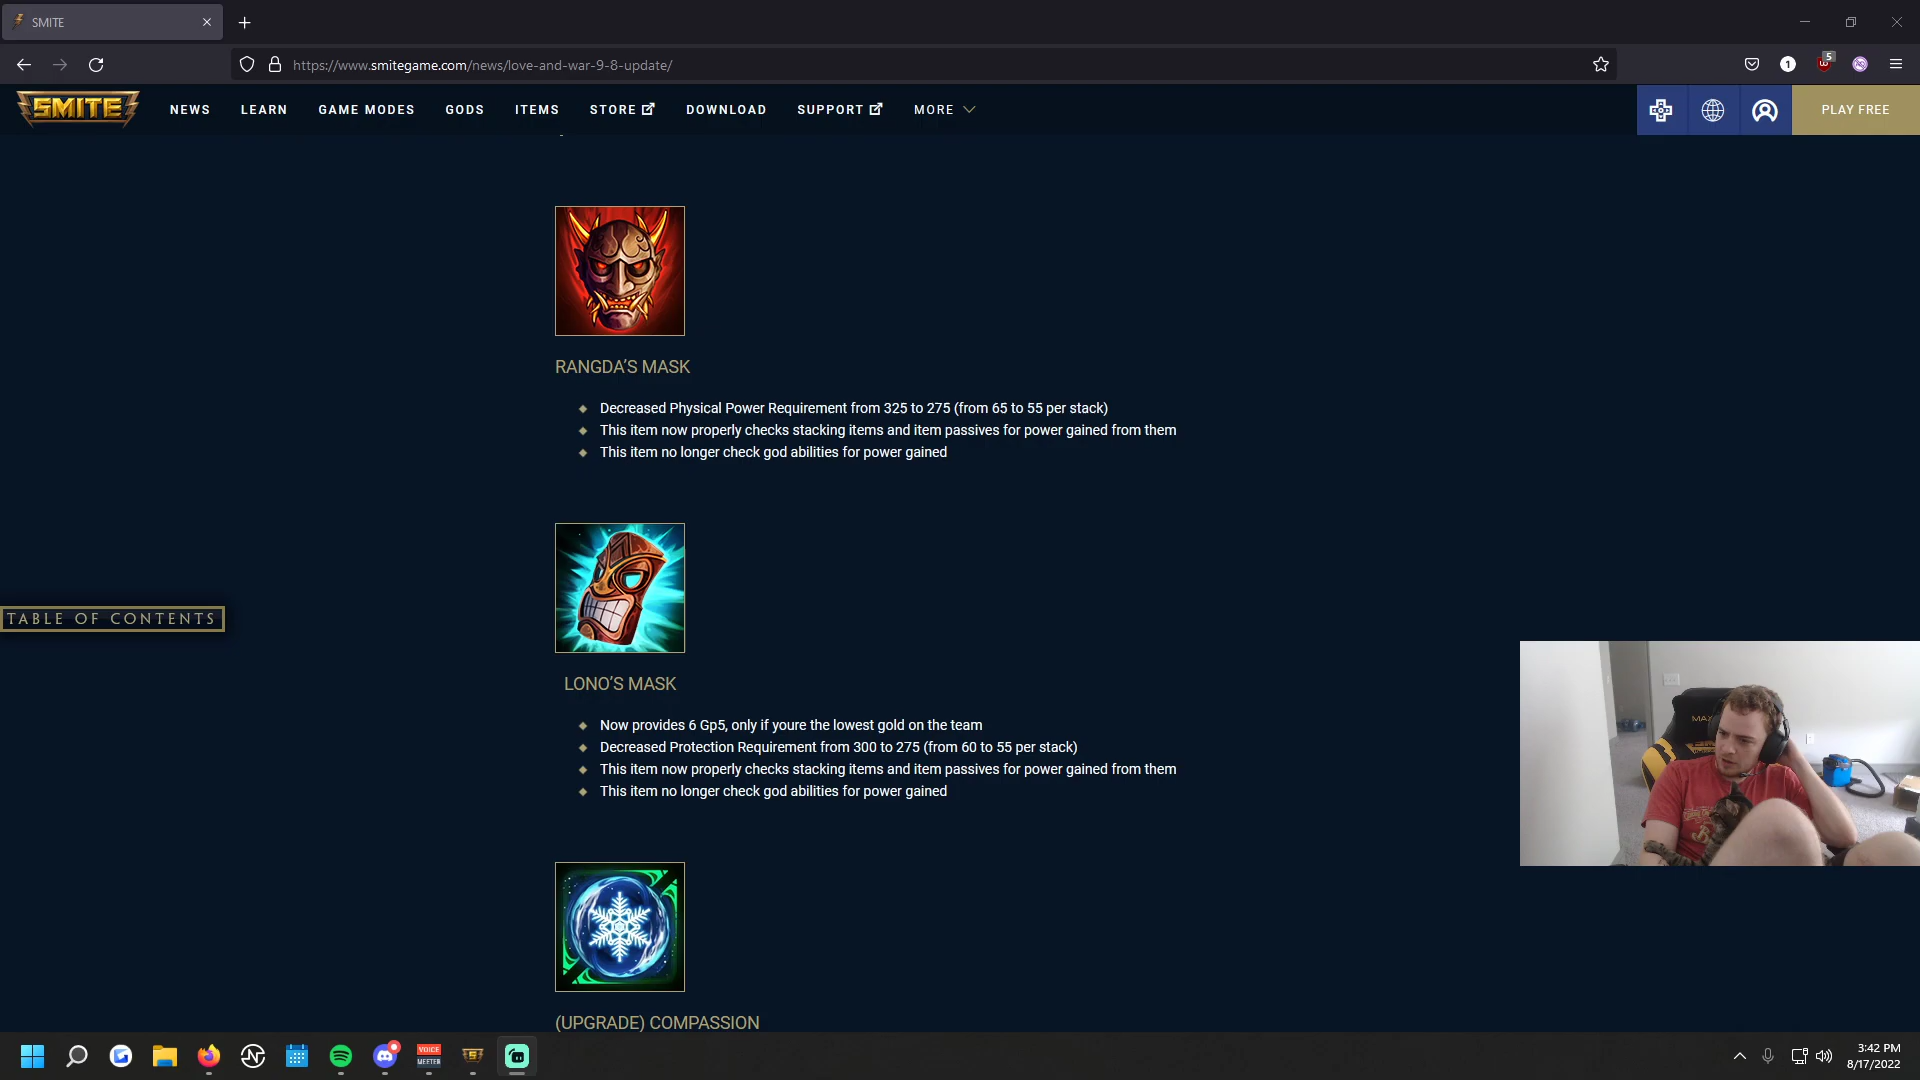 SMITE
https://www.smitegame.com/news/love-and-war-9-8-update/
1
5
SMITE
NEWS
LEARN
GAME MODES
GODS
ITEMS
STORE
DOWNLOAD
SUPPORT
MORE
PLAY FREE
RANGDA’S MASK
Decreased Physical Power Requirement from 325 to 275 (from 65 to 55 per stack)
This item now properly checks stacking items and item passives for power gained from them
This item no longer check god abilities for power gained
TABLE OF CONTENTS
LONO’S MASK
Now provides 6 Gp5, only if youre the lowest gold on the team
Decreased Protection Requirement from 300 to 275 (from 60 to 55 per stack)
This item now properly checks stacking items and item passives for power gained from them
This item no longer check god abilities for power gained
(UPGRADE) COMPASSION
VOICE
MEETER
3:42 PM
8/17/2022